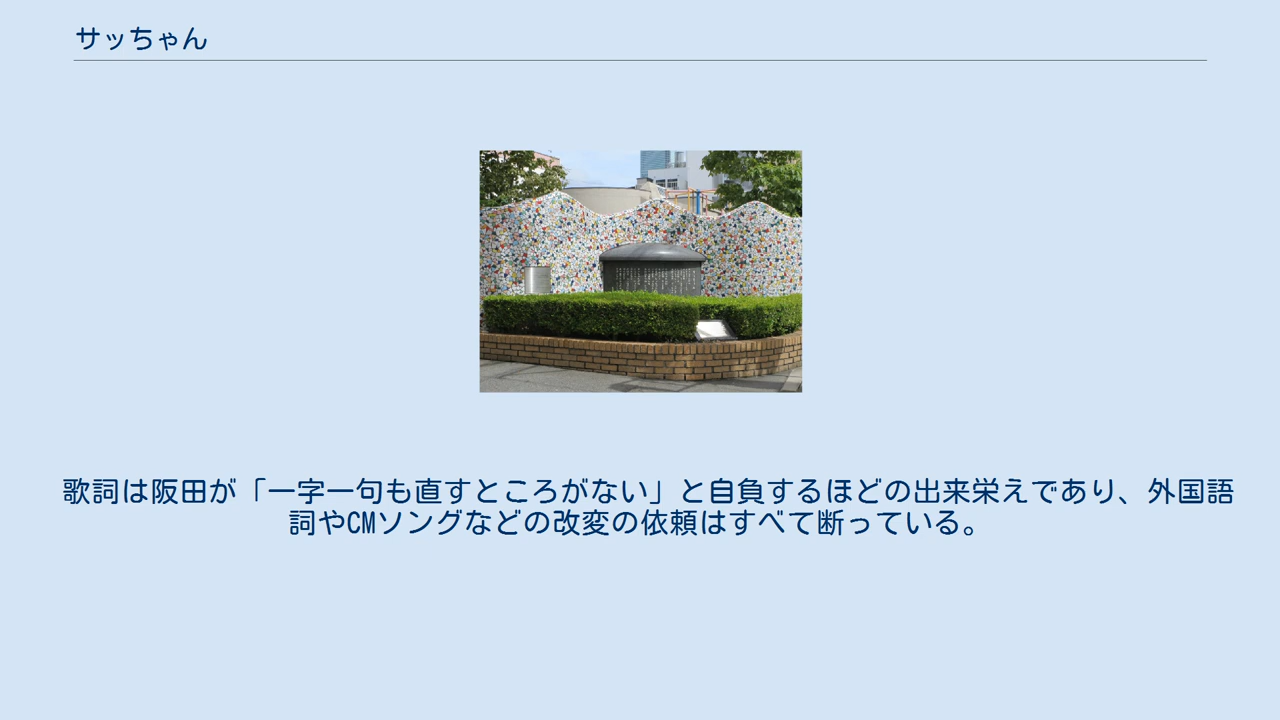 サッちゃん
歌詞は阪田が「一字一句も直すところがない」と自負するほどの出来栄えであり、外国語
詞やCMソングなどの改変の依頼はすべて断っている。